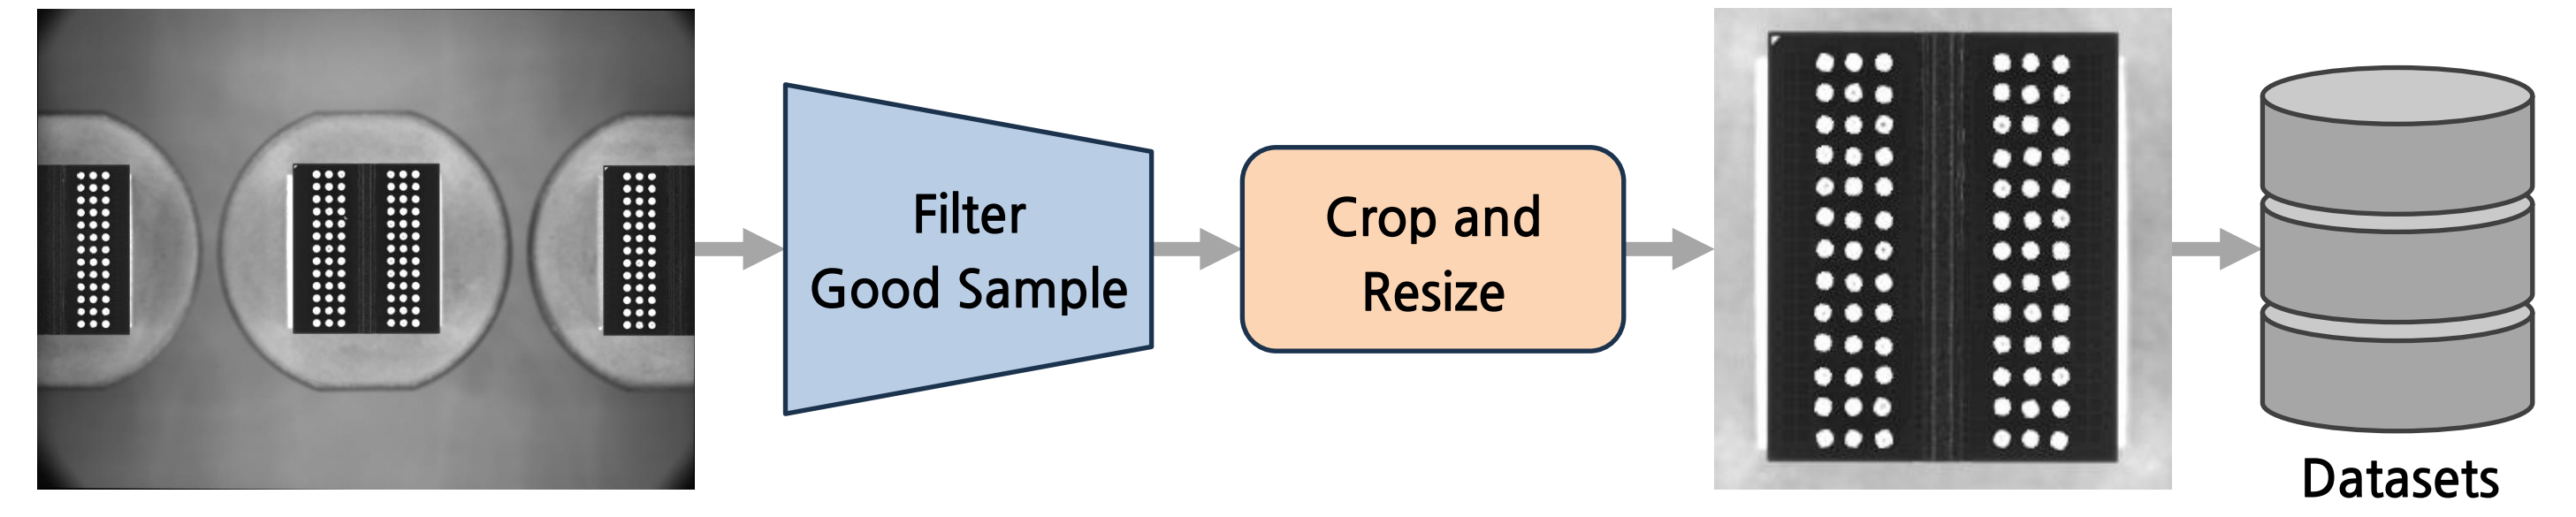 Filter
Good Sample
Crop and
Resize
Datasets